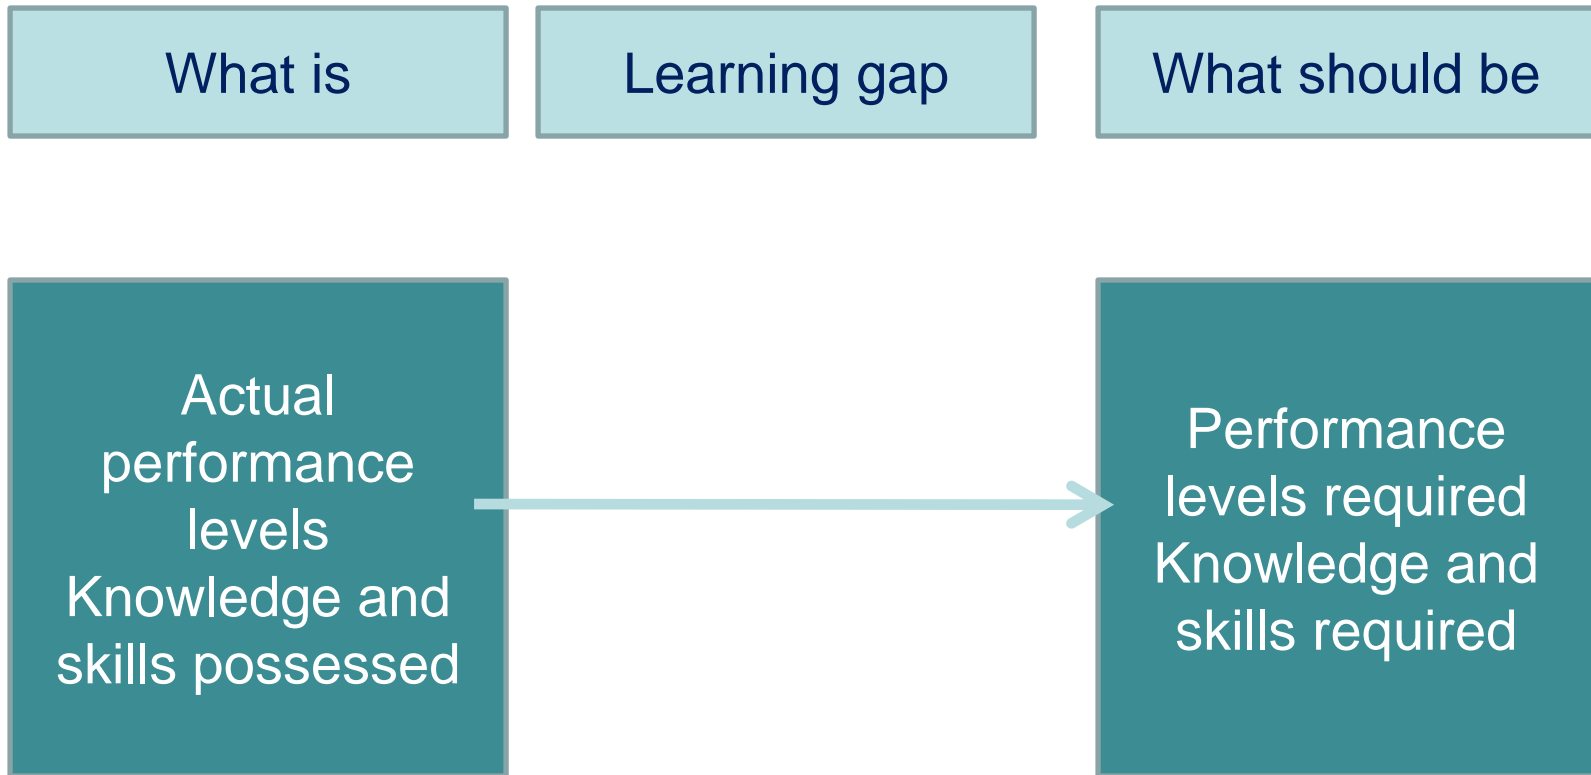 What is
Learning gap
What should be
Actual
performance
levels
Knowledge and
skills possessed
Performance
levels required
Knowledge and
skills required